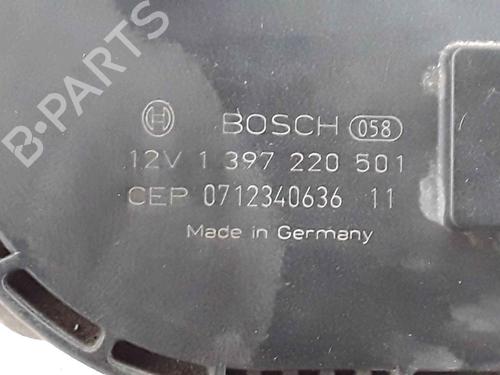 B-PARTS
H BOSCH 058
12V 1 397 220 501
CEP 0712340636 11
Made in Germany